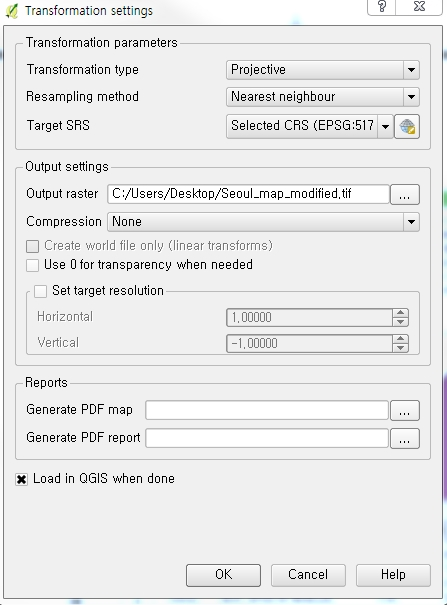 Transformation settings
Transformation parameters
Transformation type Projective
Resampling method Nearest neighbour
Target SRS Selected CRS (EPSG:517
Output settings
Output raster C:/Users/Desktop/Seoul_map_modified.tif ...
Compression None
Create world file only (linear transforms)
Use 0 for transparency when needed
Set target resolution
Horizontal 1,00000
Vertical -1,00000
Reports
Generate PDF map ...
Generate PDF report ...
Load in QGIS when done
OK Cancel Help